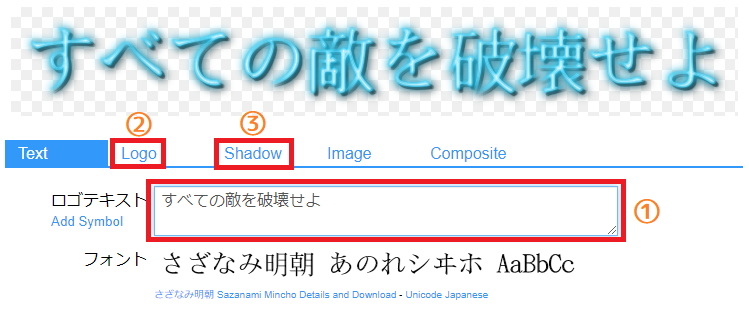 すべての敵を破壊せよ
② ③
Text Logo Shadow Image Composite
ロゴテキスト すべての敵を破壊せよ ①
Add Symbol
フォント さざなみ明朝 あのれシヰホ AaBbCc
さざなみ明朝 Sazanami Mincho Details and Download - Unicode Japanese